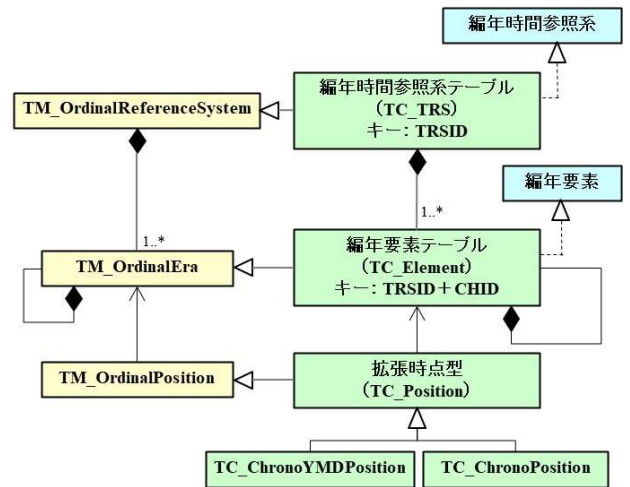 編年時間参照系
編年時間参照系テーブル
(TC_TRS)
キー: TRSID
TM_OrdinalReferenceSystem
編年要素
1..*
1..*
編年要素テーブル
(TC_Element)
キー: TRSID+CHID
TM_OrdinalEra
拡張時点型
(TC_Position)
TM_OrdinalPosition
TC_ChronoYMDPosition
TC_ChronoPosition